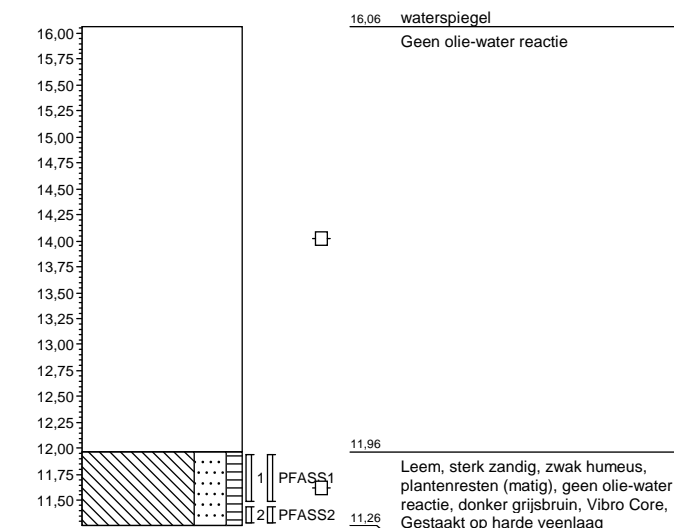 16,06 waterspiegel
16,00
Geen olie-water reactie
15,75
15,50
15,25
15,00
14,75
14,50
14,25
14,00
13,75
13,50
13,25
13,00
12,75
12,50
12,25
12,00
11,96
11,75
1 PFASS1
Leem, sterk zandig, zwak humeus,
plantenresten (matig), geen olie-water
reactie, donker grijsbruin, Vibro Core,
Gestaakt op harde veenlaag
11,50
2 PFASS2
11,26